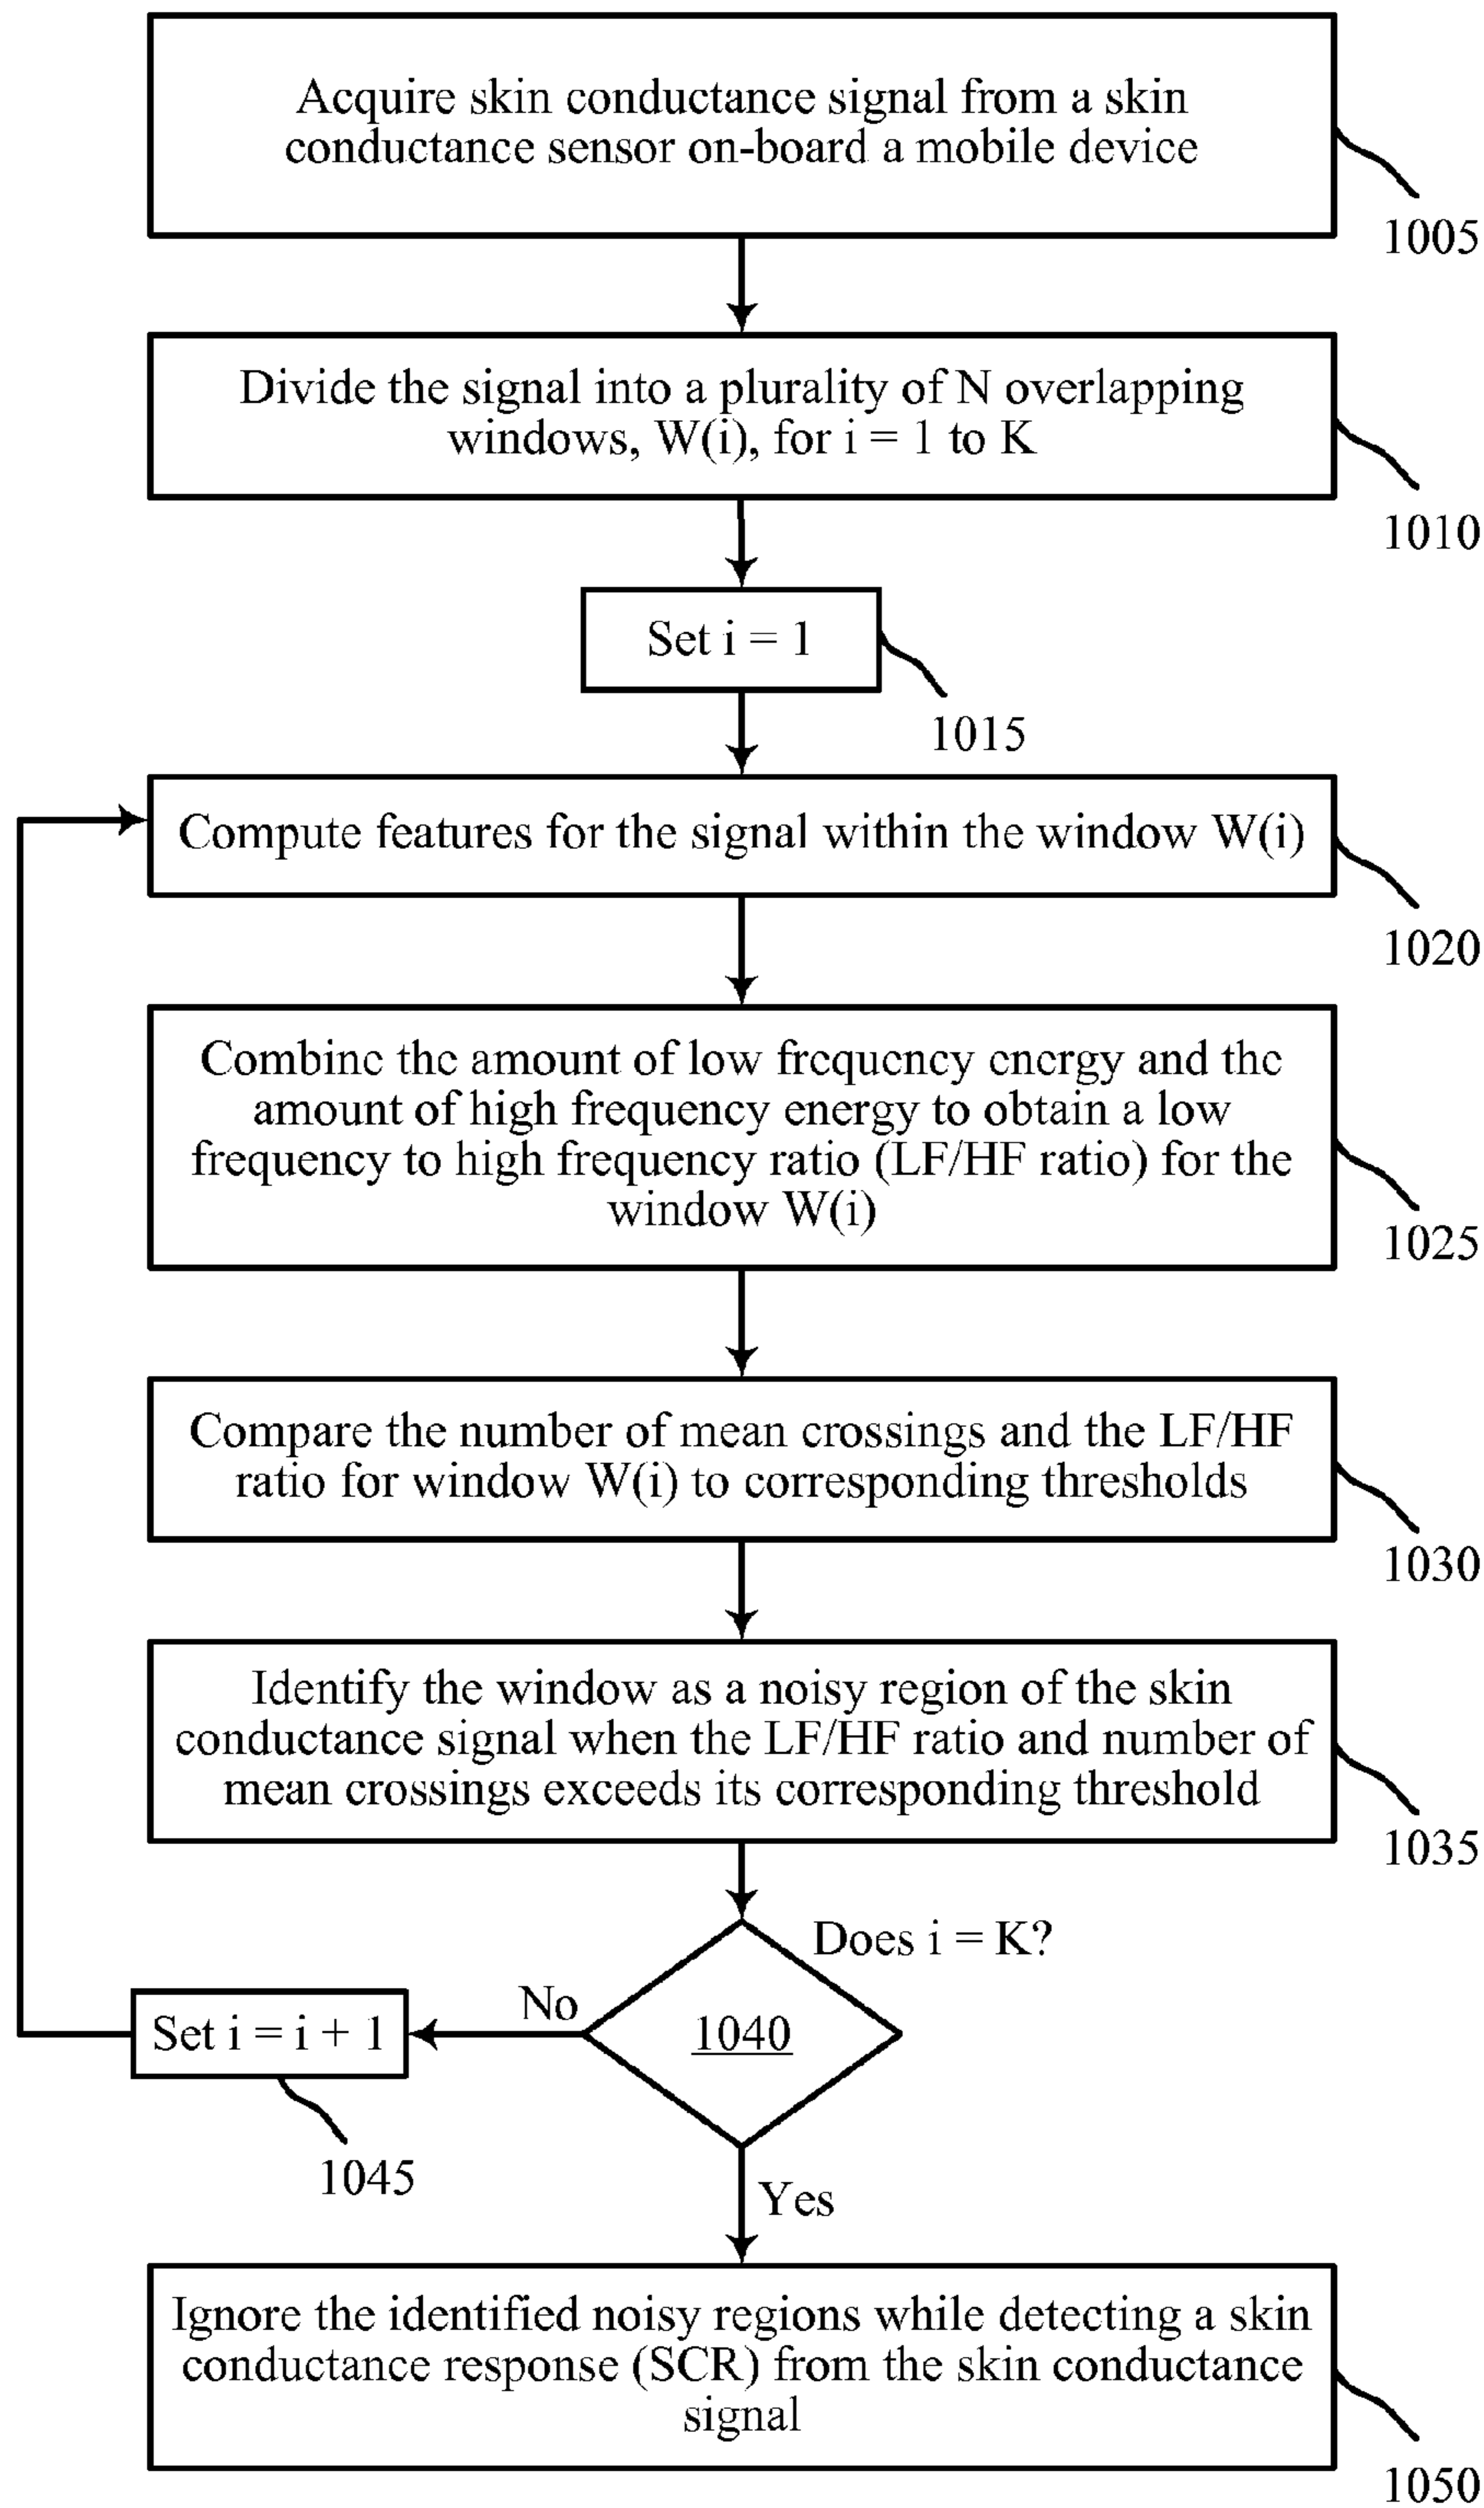 Acquire skin conductance signal from a skin
conductance sensor on-board a mobile device
1005
Divide the signal into a plurality of N overlapping
windows, W(i), for i = 1 to K
1010
Set i = 1
1015
Compute features for the signal within the window W(i)
1020
Combine the amount of low frequency energy and the
amount of high frequency energy to obtain a low
frequency to high frequency ratio (LF/HF ratio) for the
window W(i)
1025
Compare the number of mean crossings and the LF/HF
ratio for window W(i) to corresponding thresholds
1030
Identify the window as a noisy region of the skin
conductance signal when the LF/HF ratio and number of
mean crossings exceeds its corresponding threshold
1035
Does i = K?
No
1040
Set i = i + 1
1045
Yes
Ignore the identified noisy regions while detecting a skin
conductance response (SCR) from the skin conductance
signal
1050